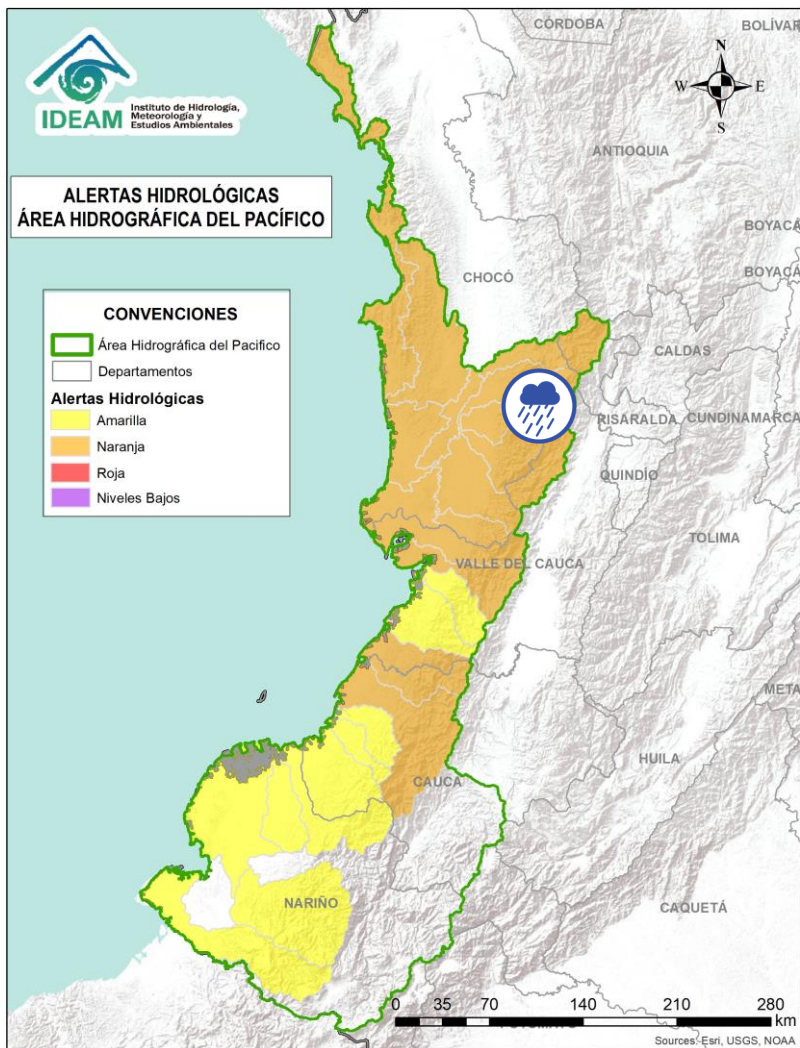 CÓRDOBA
BOLÍVAR
IDEAM
Instituto de Hidrología,
Meteorología y
Estudios Ambientales
N
W
E
S
ANTIOQUIA
ALERTAS HIDROLÓGICAS
ÁREA HIDROGRÁFICA DEL PACÍFICO
BOYACÁ
BOYACÁ
CHOCÓ
CONVENCIONES
Área Hidrográfica del Pacifico
Departamentos
Alertas Hidrológicas
Amarilla
Naranja
Roja
Niveles Bajos
CALDAS
RISARALDA
CUNDINAMARCA
QUINDÍO
TOLIMA
VALLE DEL CAUCA
META
HUILA
CAUCA
NARIÑO
CAQUETÁ
0 35 70 140 210 280
km
Sources: Esri, USGS, NOAA